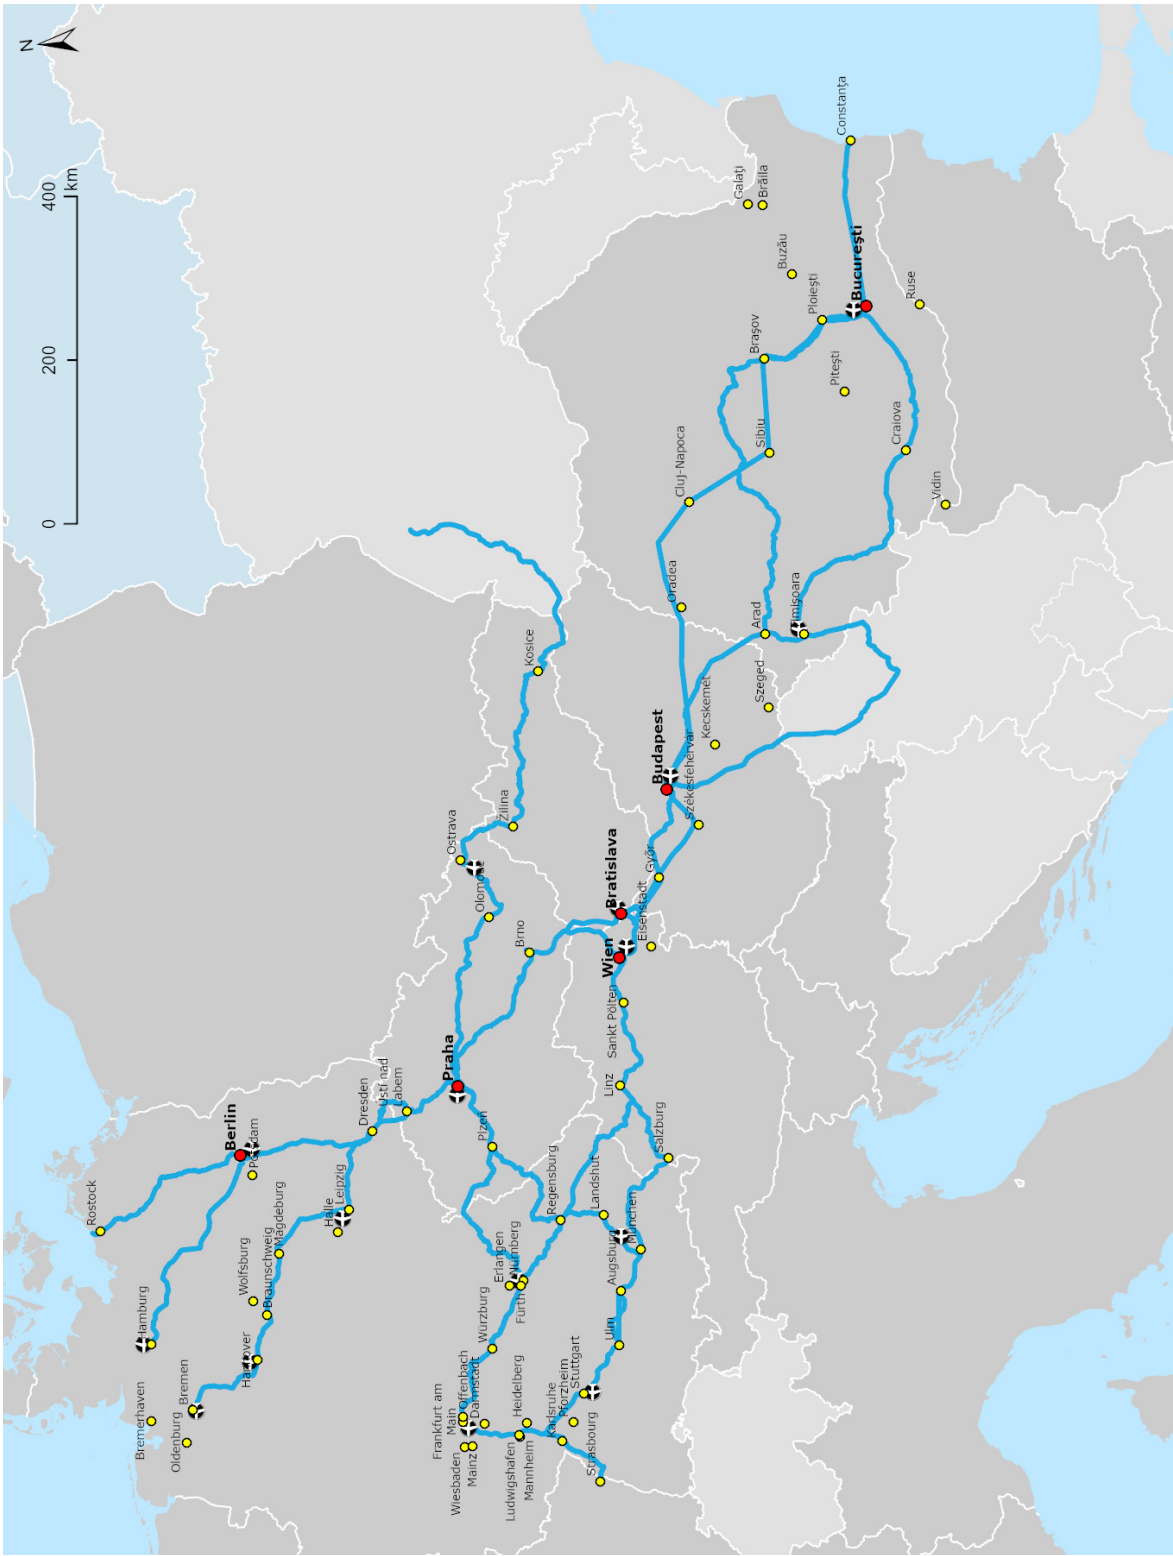 N
0
200
400
km
Rostock
Hamburg
Bremerhaven
Bremen
Oldenburg
Berlin
Potsdam
Wolfsburg
Hannover
Braunschweig
Magdeburg
Halle
Leipzig
Dresden
Ústí nad
Labem
Praha
Plzen
Ostrava
Olomouc
Brno
Žilina
Kosice
Frankfurt am
Main
Offenbach
Wiesbaden
Mainz
Darmstadt
Würzburg
Erlangen
Nürnberg
Fürth
Ludwigshafen
Mannheim
Heidelberg
Karlsruhe
Pforzheim
Stuttgart
Strasbourg
Regensburg
Landshut
Ulm
Augsburg
München
Salzburg
Linz
Sankt Pölten
Wien
Bratislava
Eisenstadt
Győr
Budapest
Székesfehérvár
Kecskemét
Szeged
Oradea
Cluj-Napoca
Arad
Timișoara
Sibiu
Brașov
Galați
Brăila
Buzău
Ploiești
Pitești
București
Constanța
Craiova
Vidin
Ruse